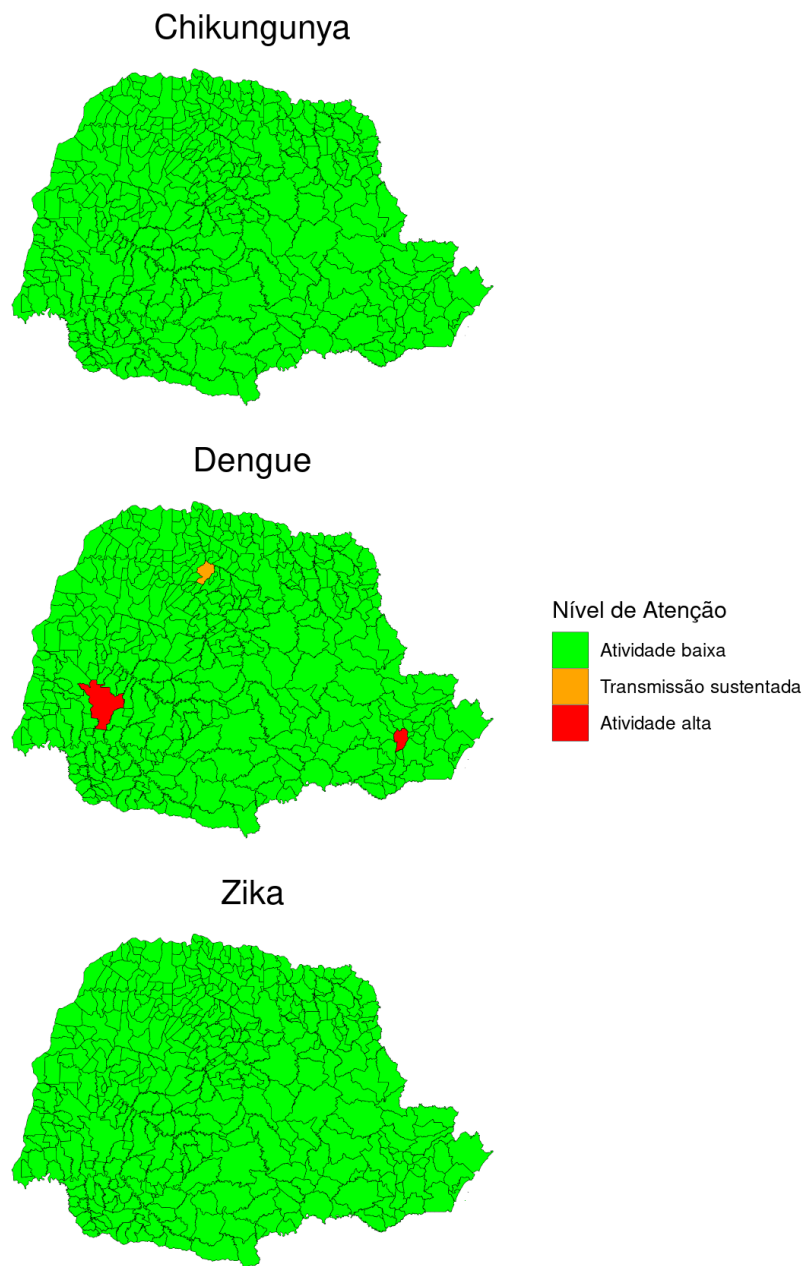 Chikungunya
Dengue
Nível de Atenção
Atividade baixa
Transmissão sustentada
Atividade alta
Zika